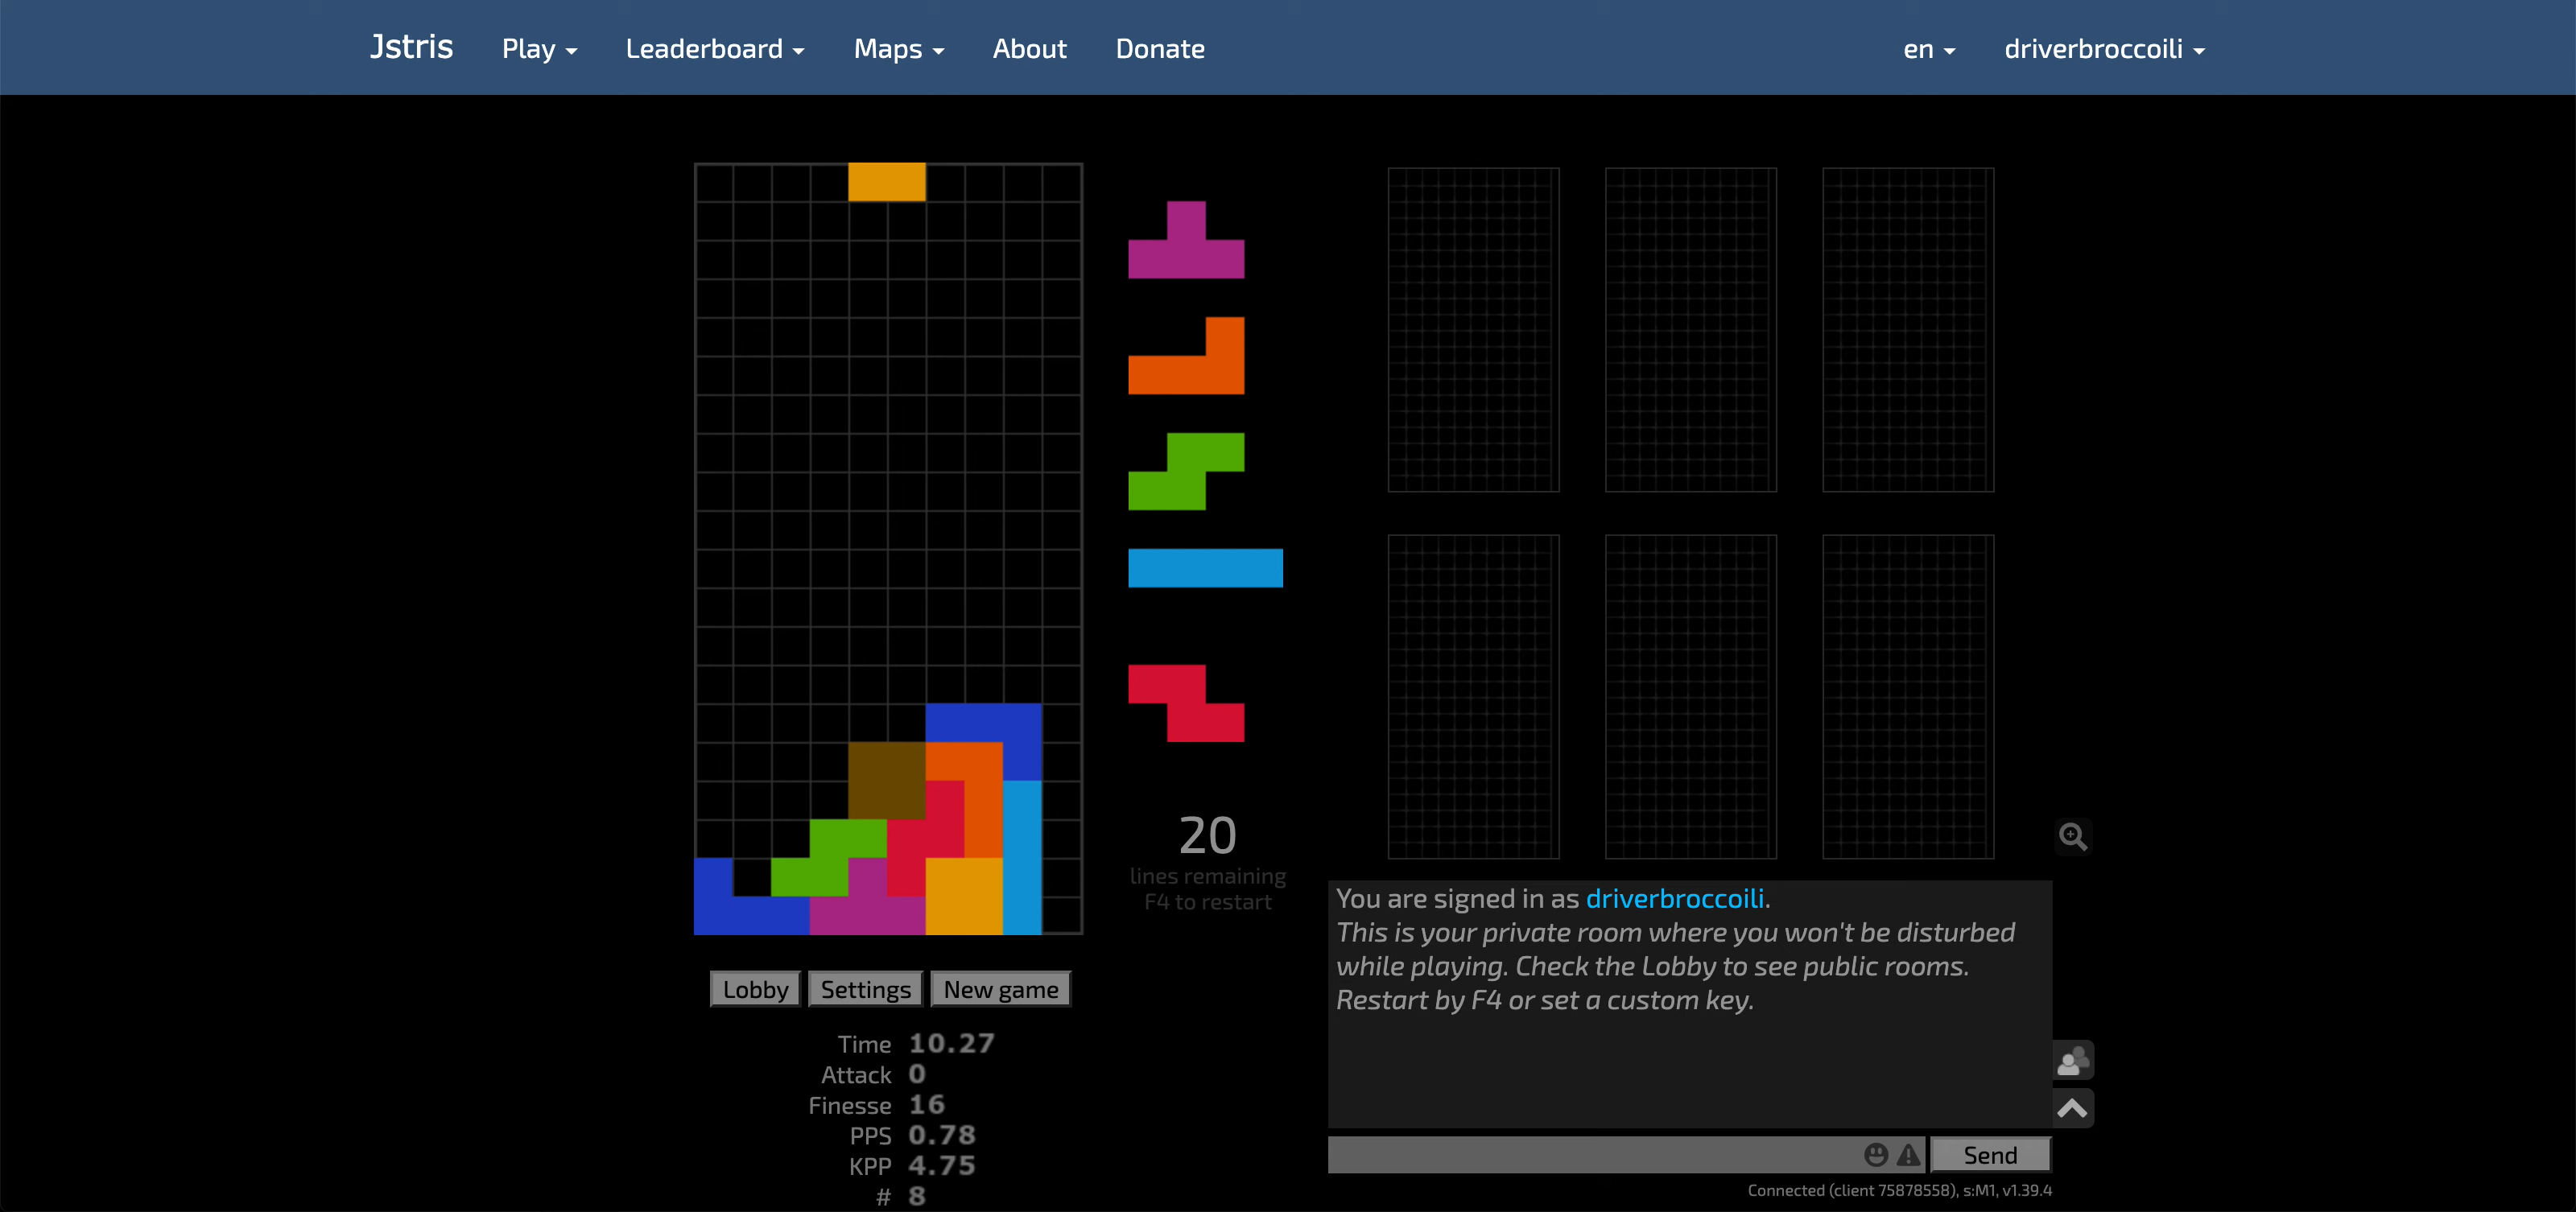 Jstris Play Leaderboard Maps About Donate en driverbroccoili
20
lines remaining
F4 to restart
You are signed in as driverbroccoili.
This is your private room where you won't be disturbed
while playing. Check the Lobby to see public rooms.
Restart by F4 or set a custom key.
Lobby Settings New game
Time 10.27
Attack 0
Finesse 16
PPS 0.78
KPP 4.75
# 8
Send
Connected (client 75878558), s:M1, v1.39.4